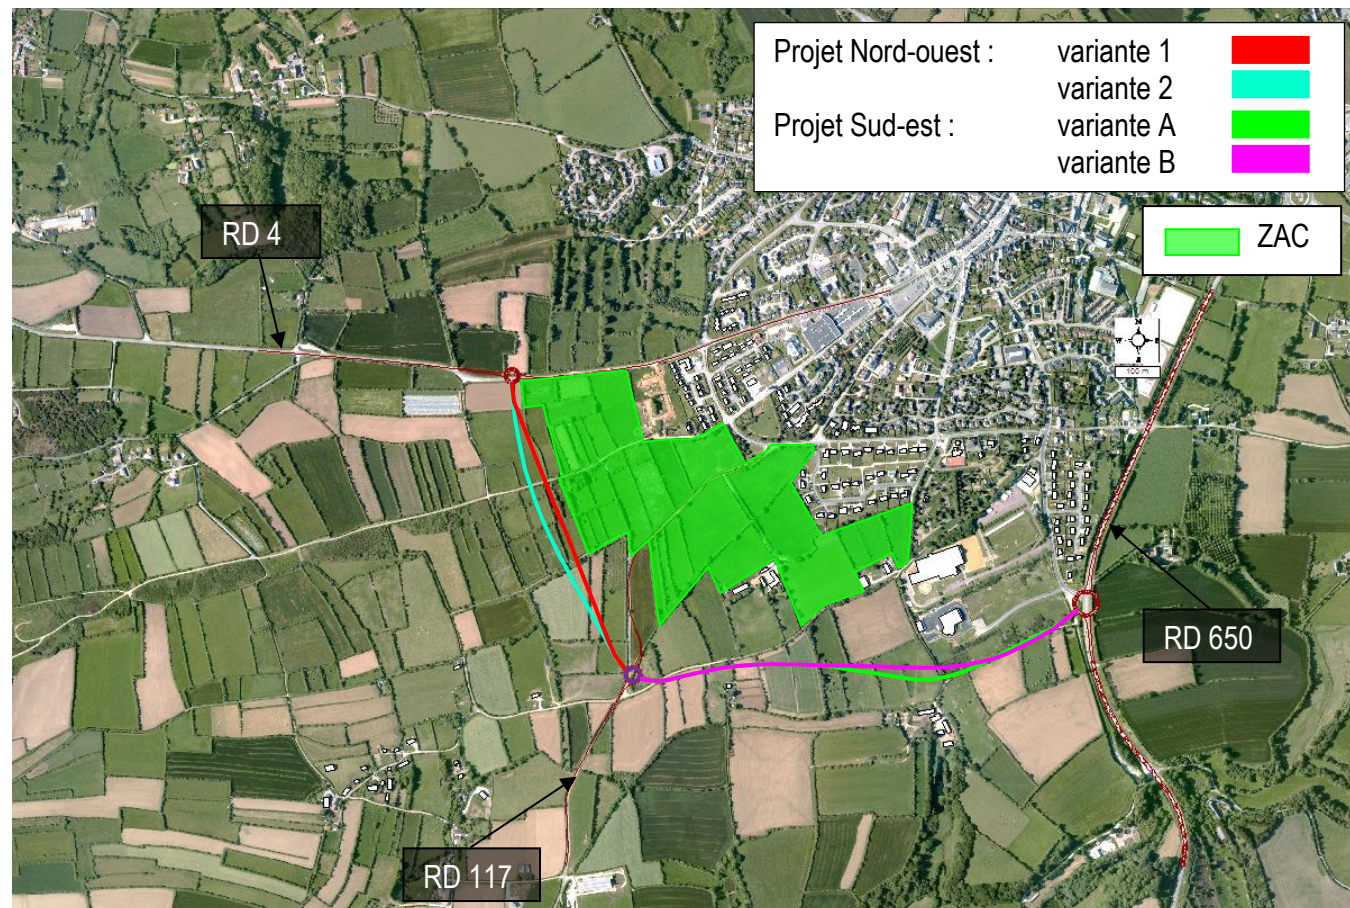 Projet Nord-ouest : variante 1
variante 2
Projet Sud-est : variante A
variante B
ZAC
RD 4
N
W E
S
100 m
RD 650
RD 117